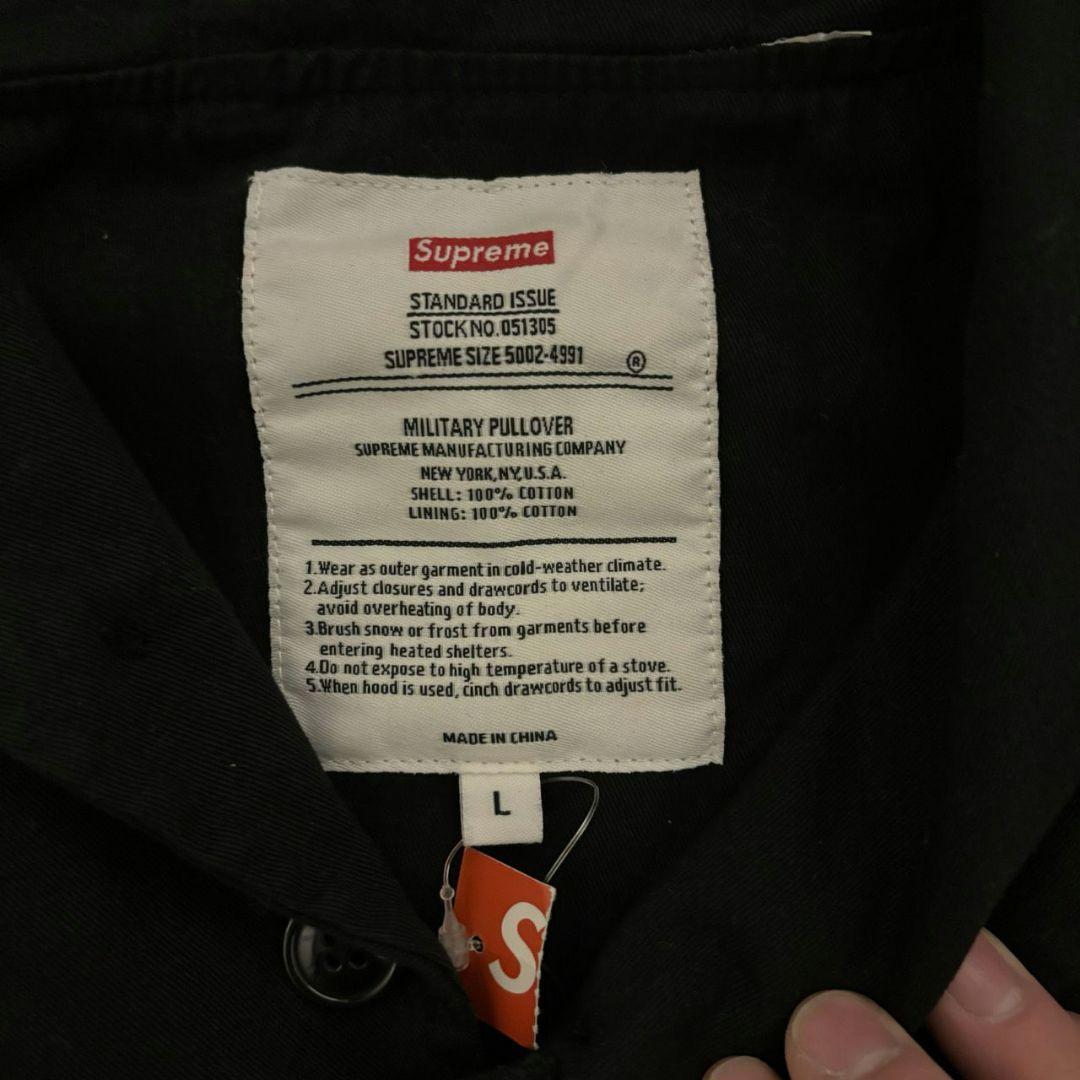 Supreme
STANDARD ISSUE
STOCK NO.051305
SUPREME SIZE 5002-4991 ®
MILITARY PULLOVER
SUPREME MANUFACTURING COMPANY
NEW YORK,NY,U.S.A.
SHELL: 100% COTTON
LINING: 100% COTTON
1.Wear as outer garment in cold-weather climate.
2.Adjust closures and drawcords to ventilate;
avoid overheating of body.
3.Brush snow or frost from garments before
entering heated shelters.
4.Do not expose to high temperature of a stove.
5.When hood is used, cinch drawcords to adjust fit.
MADE IN CHINA
L
S